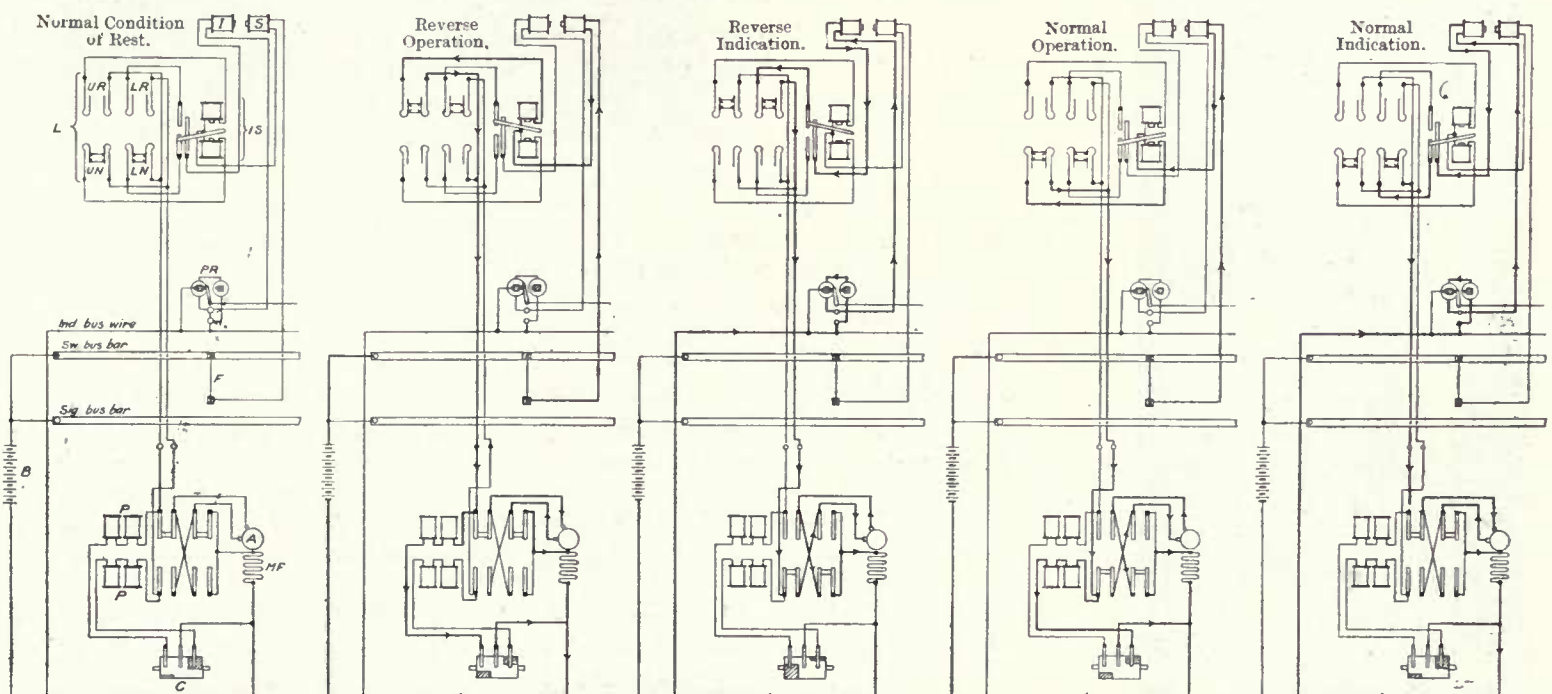 Normal Condition
of Rest.
I
S
UR
LR
L
IS
UN
LN
PR
Ind bus wire
Sw. bus bar
F
Sig bus bar
B
P
A
P
MF
C
Reverse
Operation.
Reverse
Indication.
Normal
Operation.
Normal
Indication.